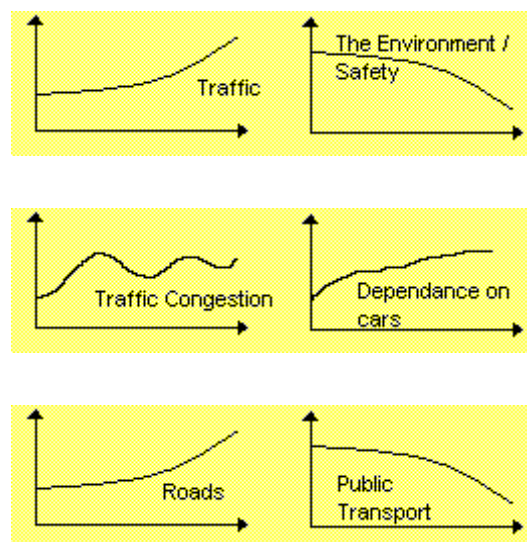 Traffic
The Environment /
Safety
Traffic Congestion
Dependance on
cars
Roads
Public
Transport